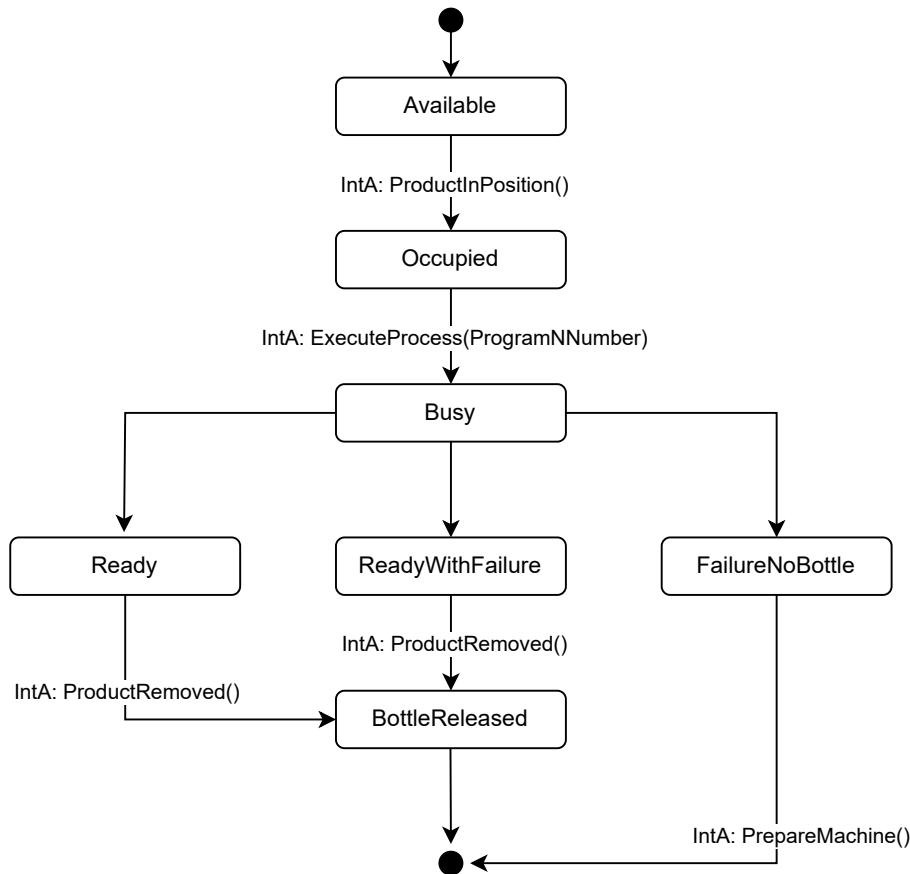 Available
IntA: ProductInPosition()
Occupied
IntA: ExecuteProcess(ProgramNNumber)
Busy
Ready
ReadyWithFailure
FailureNoBottle
IntA: ProductRemoved()
IntA: ProductRemoved()
BottleReleased
IntA: PrepareMachine()